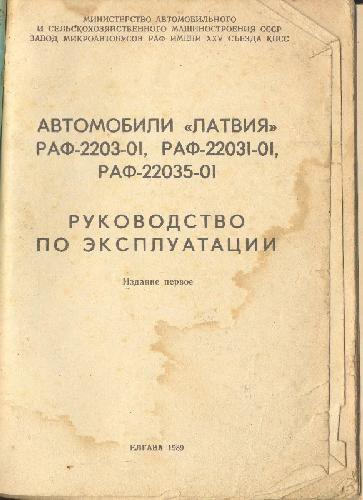 МИНИСТЕРСТВО АВТОМОБИЛЬНОГО
И СЕЛЬСКОХОЗЯЙСТВЕННОГО МАШИНОСТРОЕНИЯ СССР
ЗАВОД МИКРОАВТОБУСОВ РАФ ИМЕНИ XXV СЪЕЗДА КПСС
АВТОМОБИЛИ «ЛАТВИЯ»
РАФ-2203-01, РАФ-22031-01,
РАФ-22035-01
РУКОВОДСТВО
ПО ЭКСПЛУАТАЦИИ
Издание первое
ЕЛГАВА 1989